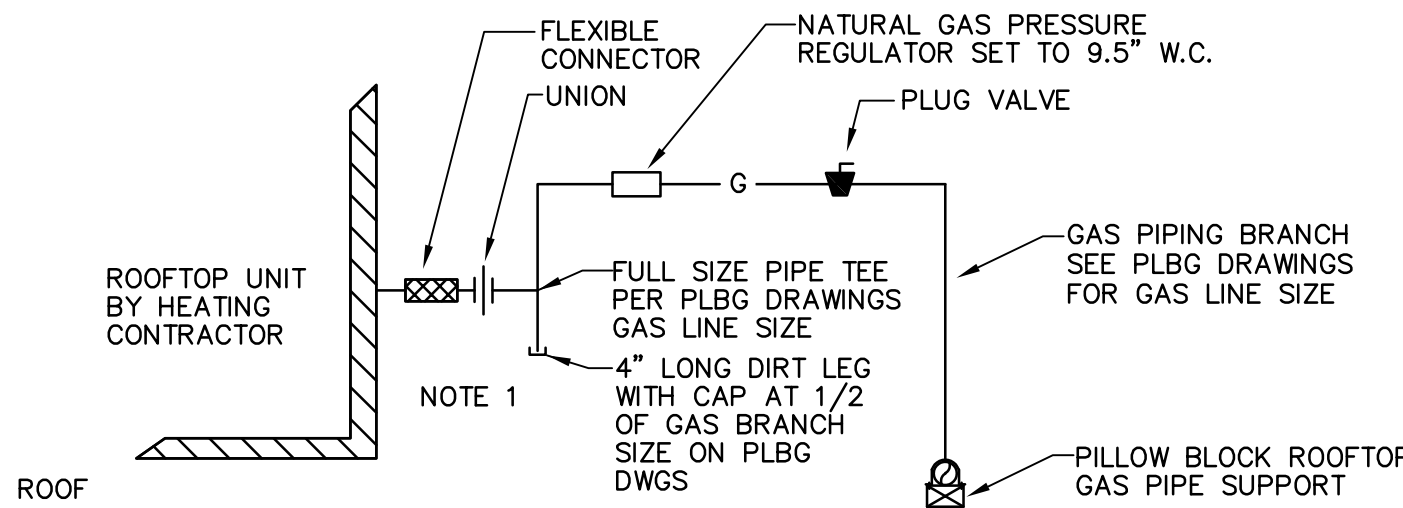 FLEXIBLE
CONNECTOR
NATURAL GAS PRESSURE
REGULATOR SET TO 9.5" W.C.
UNION
PLUG VALVE
G
ROOFTOP UNIT
BY HEATING
CONTRACTOR
FULL SIZE PIPE TEE
PER PLBG DRAWINGS
GAS LINE SIZE
GAS PIPING BRANCH
SEE PLBG DRAWINGS
FOR GAS LINE SIZE
NOTE 1
4" LONG DIRT LEG
WITH CAP AT 1/2
OF GAS BRANCH
SIZE ON PLBG
DWGS
ROOF
PILLOW BLOCK ROOFTOP
GAS PIPE SUPPORT